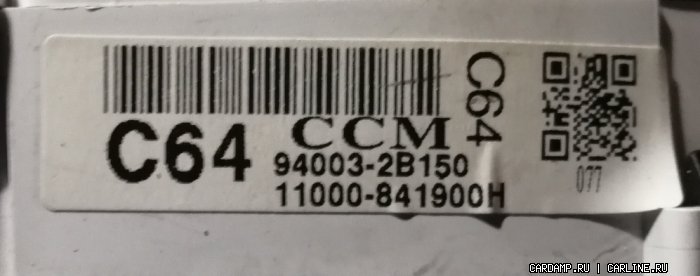 C64
CCM
94003-2B150
11000-841900H
C64
077
CARDAMP.RU | CARLINE.RU